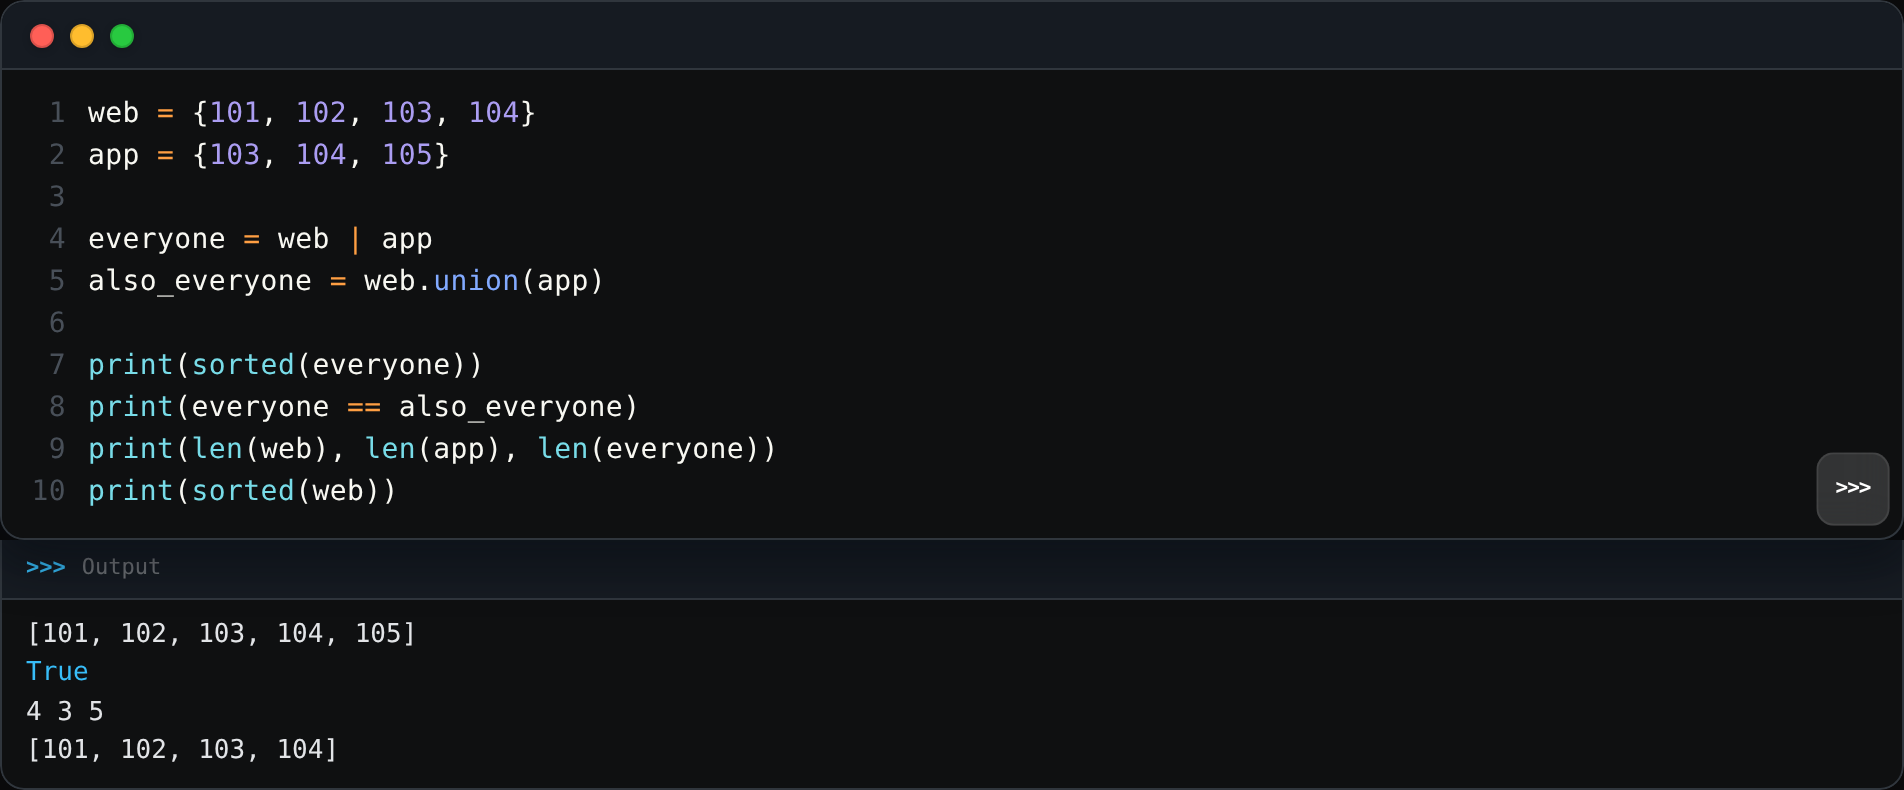 1 web = {101, 102, 103, 104}
2 app = {103, 104, 105}
3
4 everyone = web | app
5 also_everyone = web.union(app)
6
7 print(sorted(everyone))
8 print(everyone == also_everyone)
9 print(len(web), len(app), len(everyone))
10 print(sorted(web))
>>>
>>> Output
[101, 102, 103, 104, 105]
True
4 3 5
[101, 102, 103, 104]